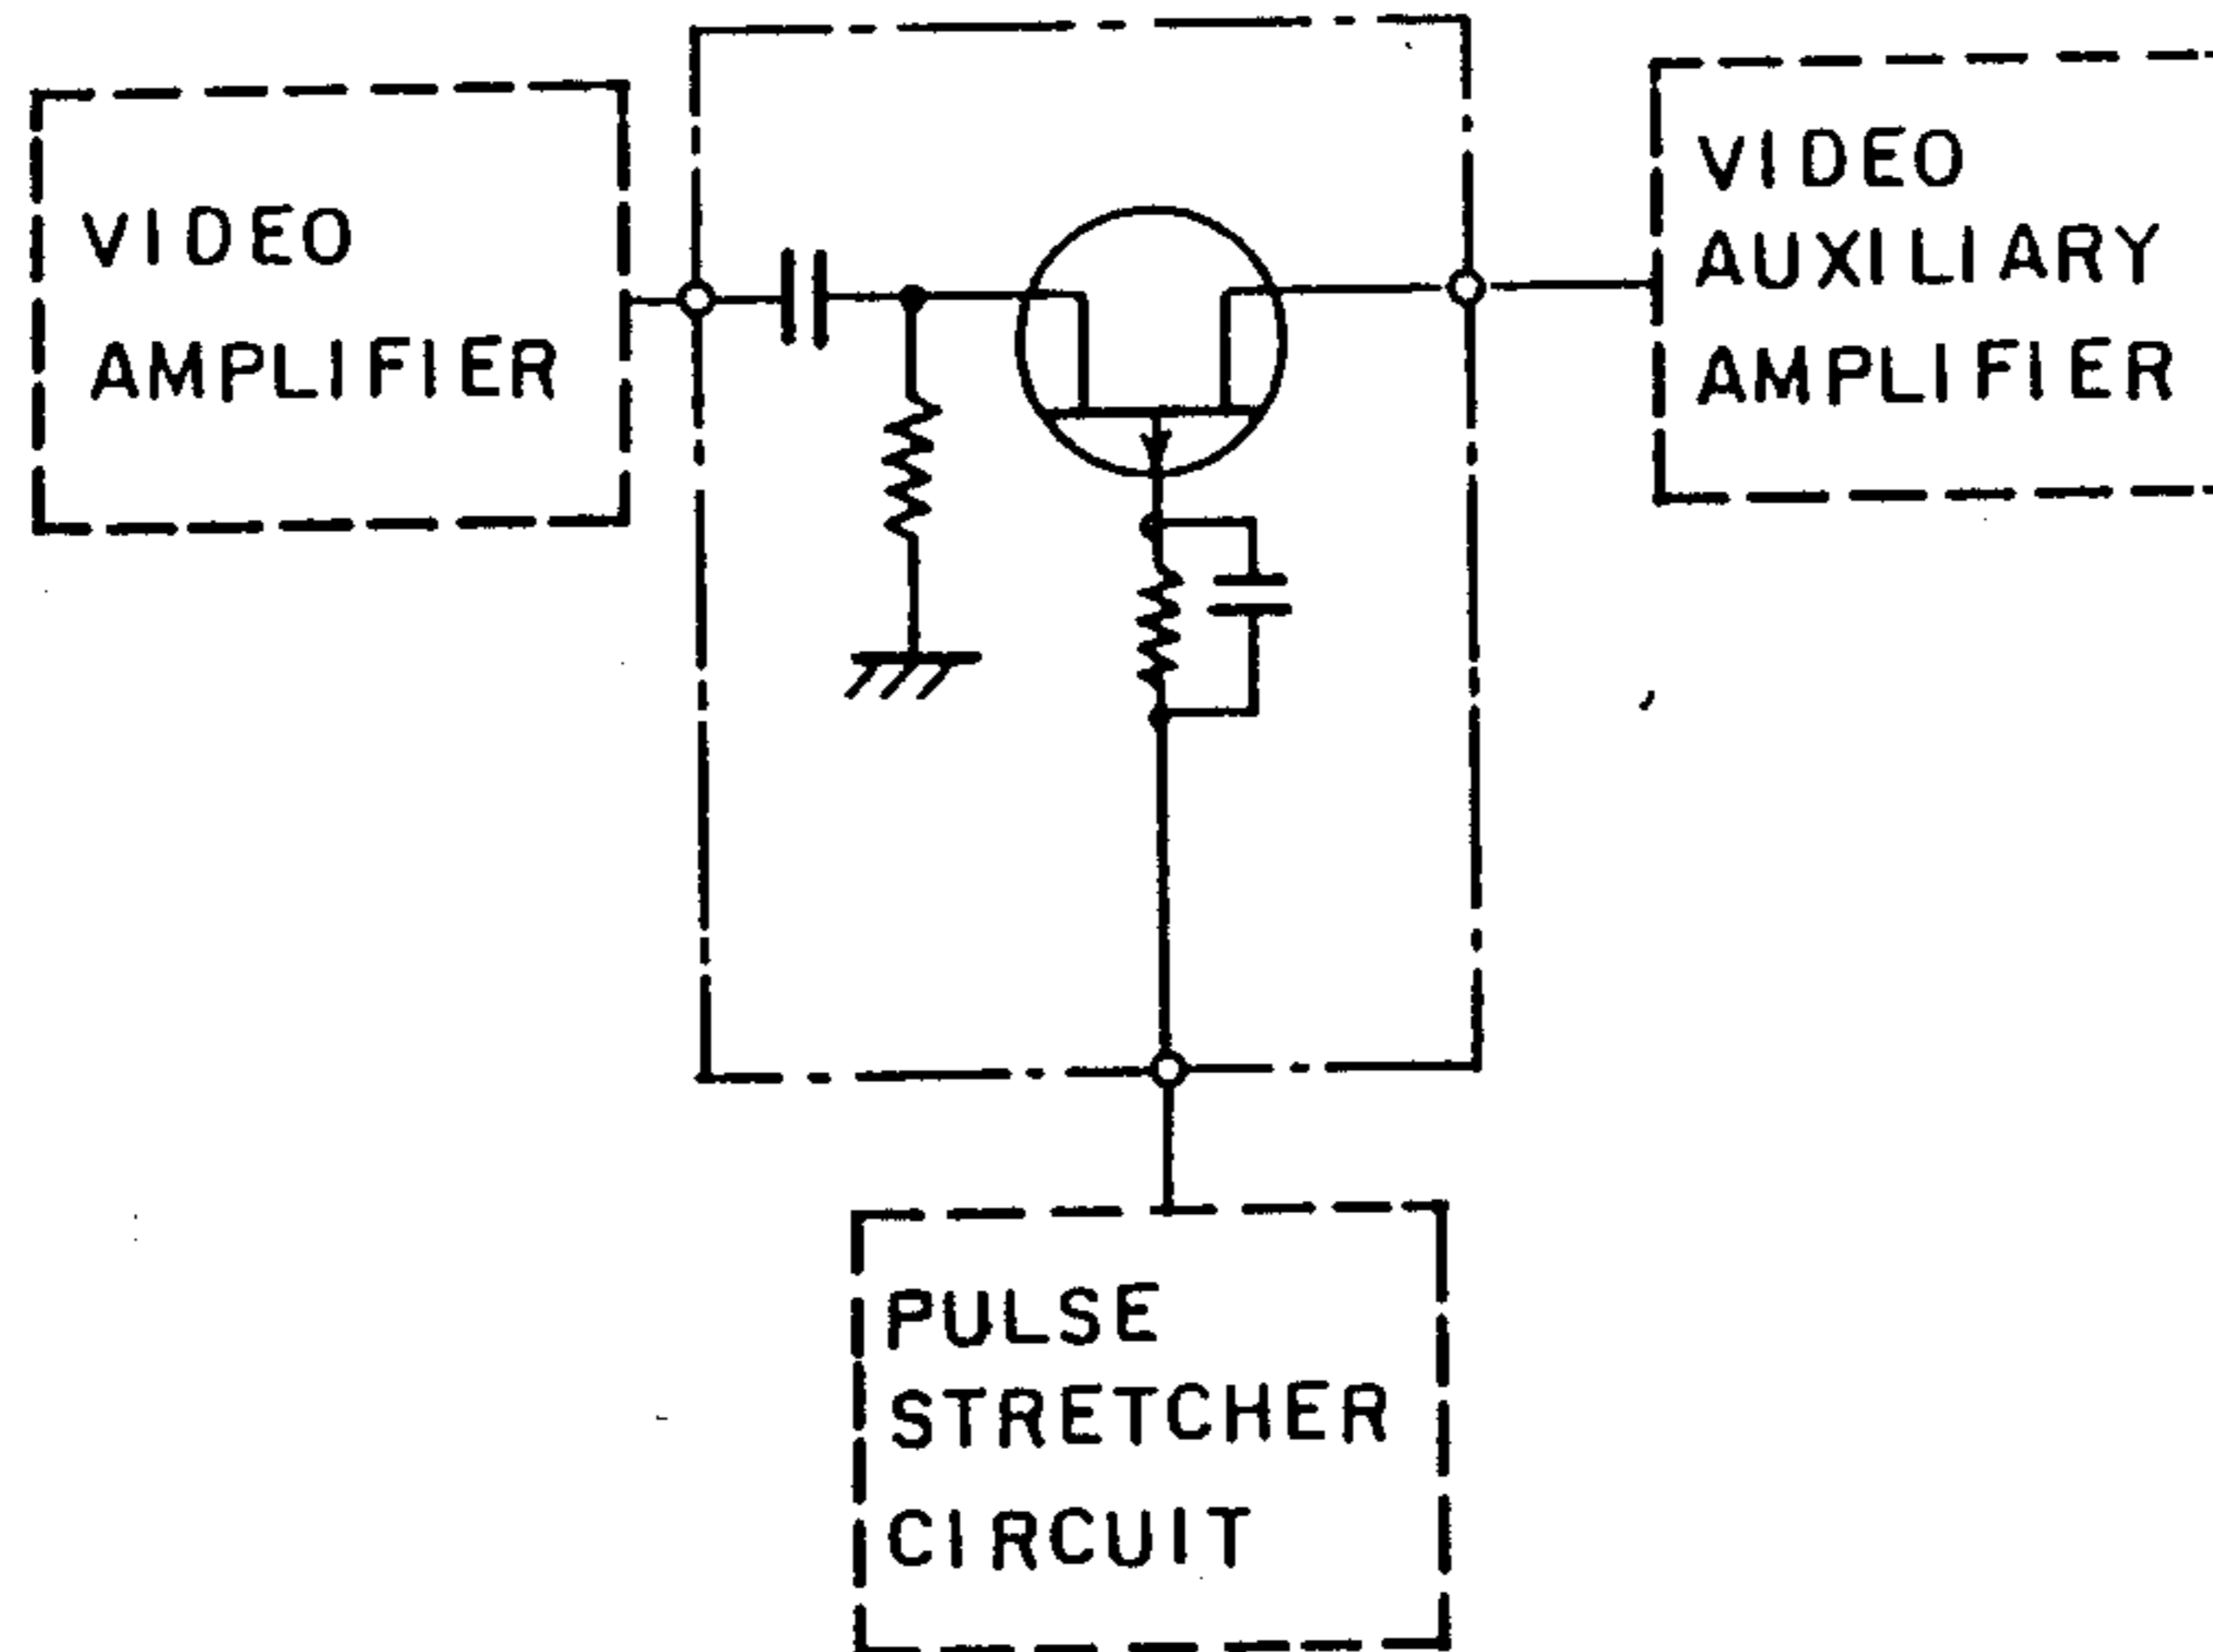 VIDEO
AMPLIFIER
VIDEO
AUXILIARY
AMPLIFIER
PULSE
STRETCHER
CIRCUIT